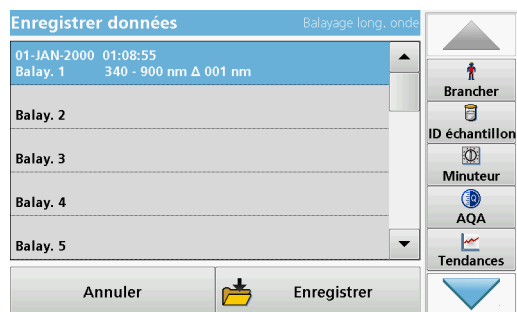 Enregistrer données
Balayage long. onde
01-JAN-2000 01:08:55
Balay. 1 340 - 900 nm Δ 001 nm
Balay. 2
Balay. 3
Balay. 4
Balay. 5
Annuler
Enregistrer
Brancher
ID échantillon
Minuteur
AQA
Tendances